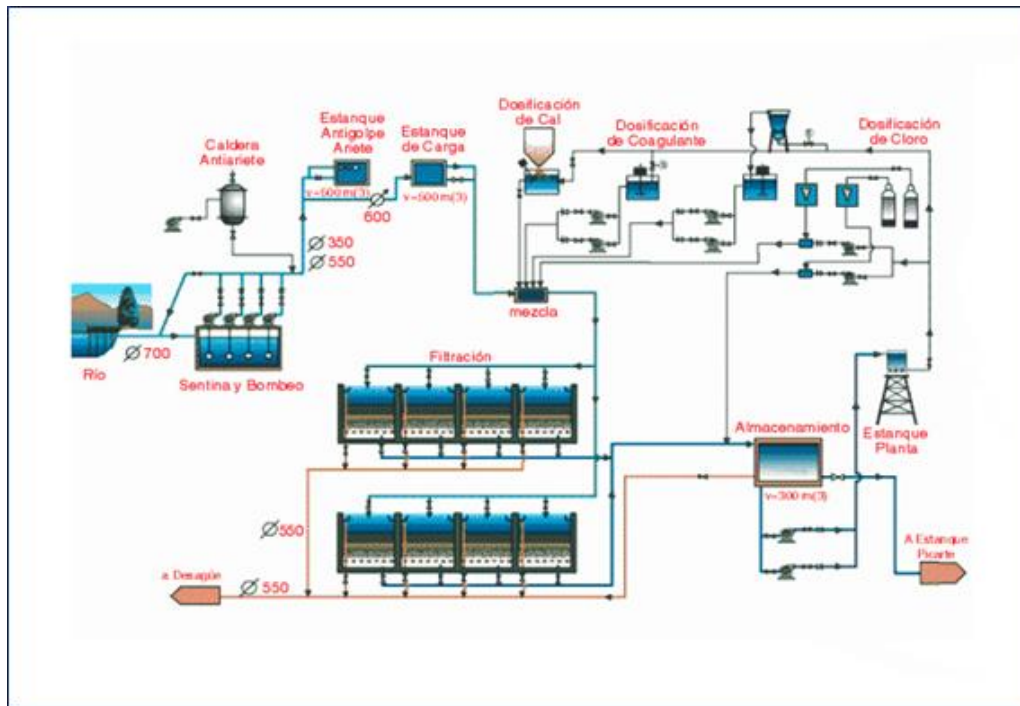 Dosificación
de Cal
Estanque
Antigolpe
Ariete
Estanque
de Carga
Dosificación
de Coagulante
Dosificación
de Cloro
Caldera
Antiariete
v=500 m(3)
v=500 m(3)
600
350
550
mezcla
700
Río
Sentina y Bombeo
Filtración
Almacenamiento
Estanque
Planta
v=300 m(3)
550
A Estanque
Picarte
a Desagüe
550